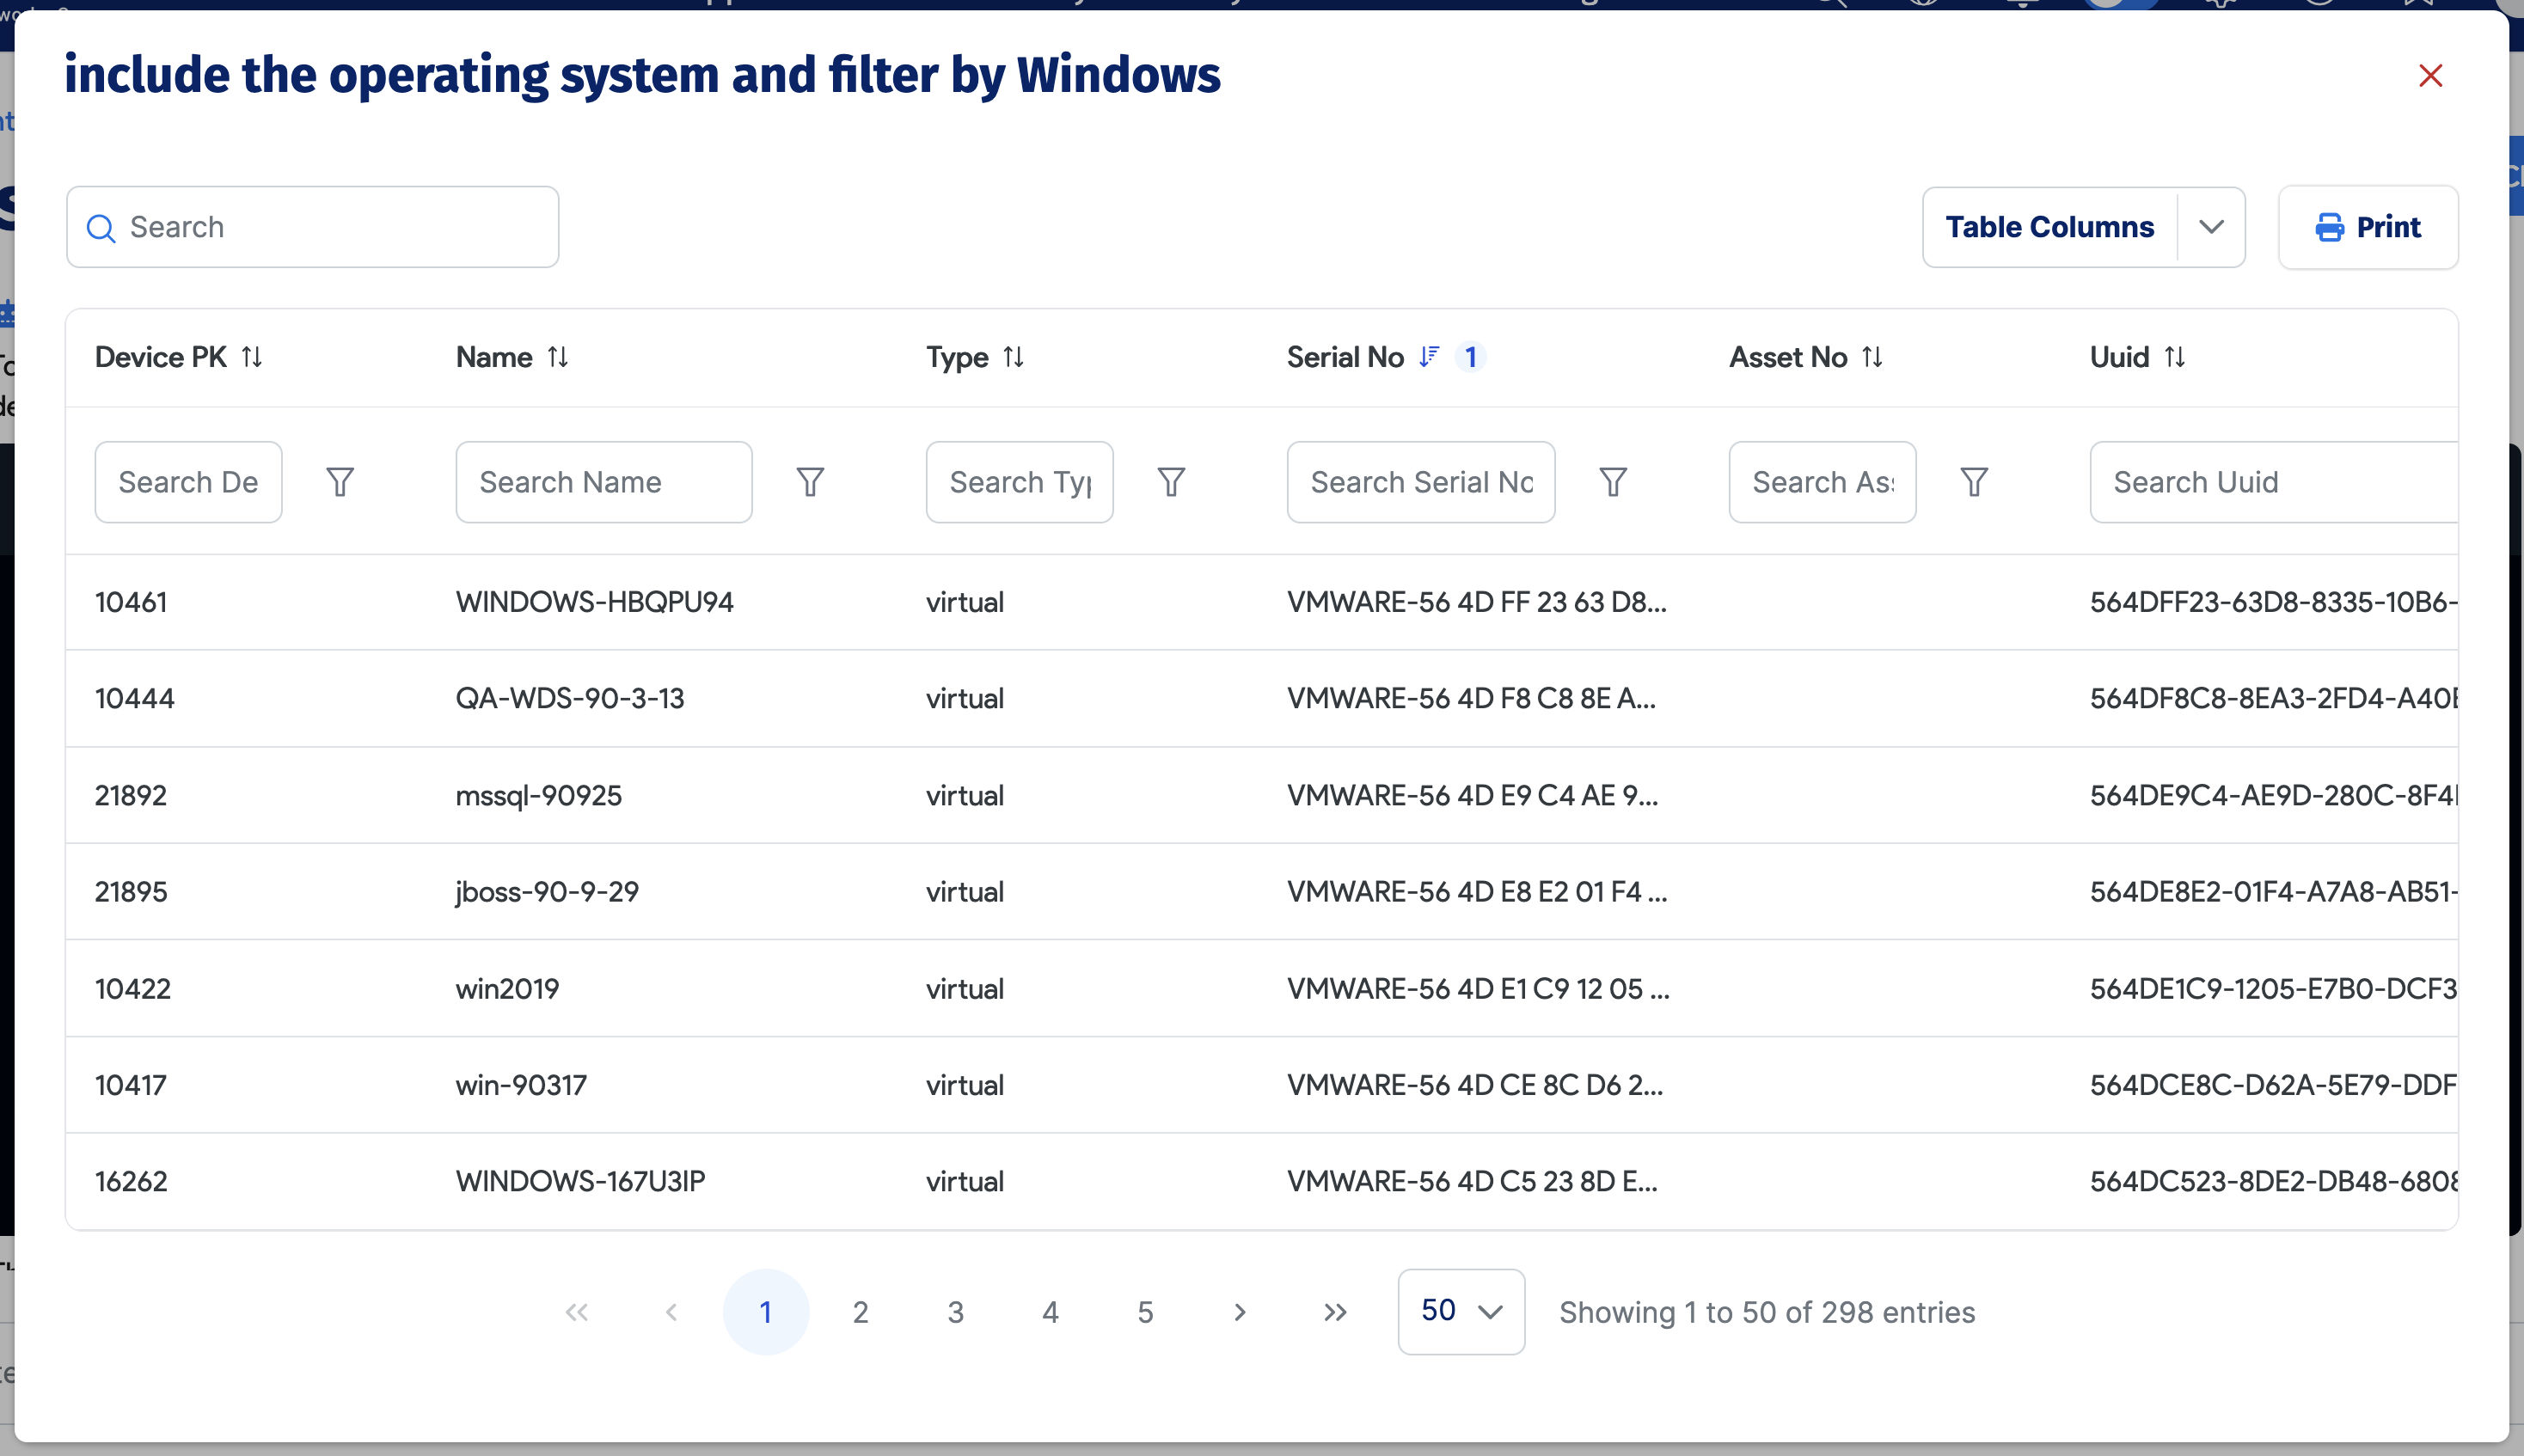 include the operating system and filter by Windows
Search
Table Columns
Print
Device PK Name Type Serial No 1 Asset No Uuid
Search De Search Name Search Typ Search Serial No Search Ass Search Uuid
10461 WINDOWS-HBQPU94 virtual VMWARE-56 4D FF 23 63 D8... 564DFF23-63D8-8335-10B6-
10444 QA-WDS-90-3-13 virtual VMWARE-56 4D F8 C8 8E A... 564DF8C8-8EA3-2FD4-A40E
21892 mssql-90925 virtual VMWARE-56 4D E9 C4 AE 9... 564DE9C4-AE9D-280C-8F4
21895 jboss-90-9-29 virtual VMWARE-56 4D E8 E2 01 F4 ... 564DE8E2-01F4-A7A8-AB51-
10422 win2019 virtual VMWARE-56 4D E1 C9 12 05 ... 564DE1C9-1205-E7B0-DCF3
10417 win-90317 virtual VMWARE-56 4D CE 8C D6 2... 564DCE8C-D62A-5E79-DDF
16262 WINDOWS-167U3IP virtual VMWARE-56 4D C5 23 8D E... 564DC523-8DE2-DB48-6808
1 2 3 4 5 50 Showing 1 to 50 of 298 entries